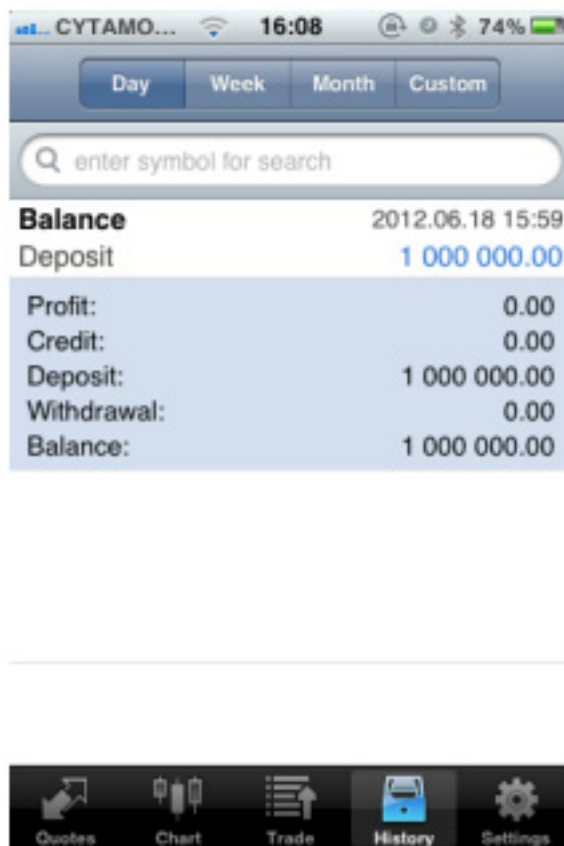 CYTAMO... 16:08 74%
Day Week Month Custom
enter symbol for search
Balance 2012.06.18 15:59
Deposit 1 000 000.00
Profit: 0.00
Credit: 0.00
Deposit: 1 000 000.00
Withdrawal: 0.00
Balance: 1 000 000.00
Quotes Chart Trade History Settings